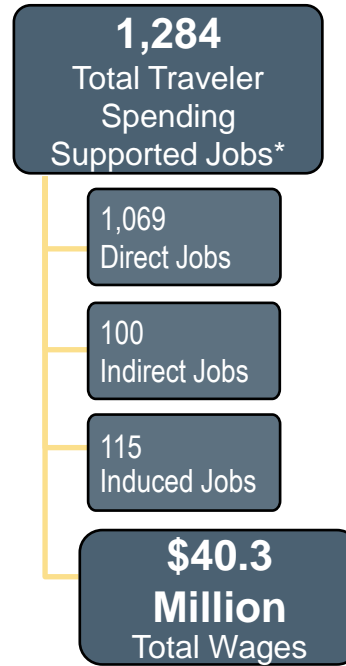 1,284
Total Traveler
Spending
Supported Jobs*
1,069
Direct Jobs
100
Indirect Jobs
115
Induced Jobs
$40.3
Million
Total Wages